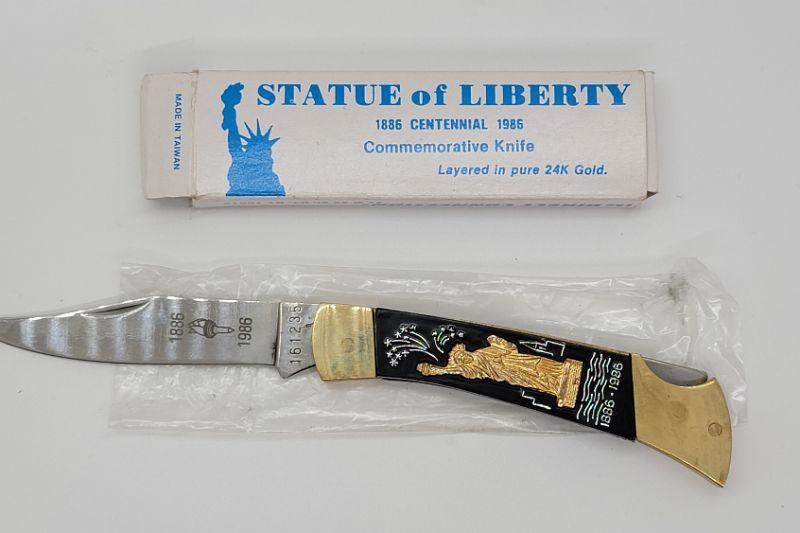 MADE IN TAIWAN
STATUE of LIBERTY
1886 CENTENNIAL 1986
Commemorative Knife
Layered in pure 24K Gold.
1886
1986
161235
1886 - 1986